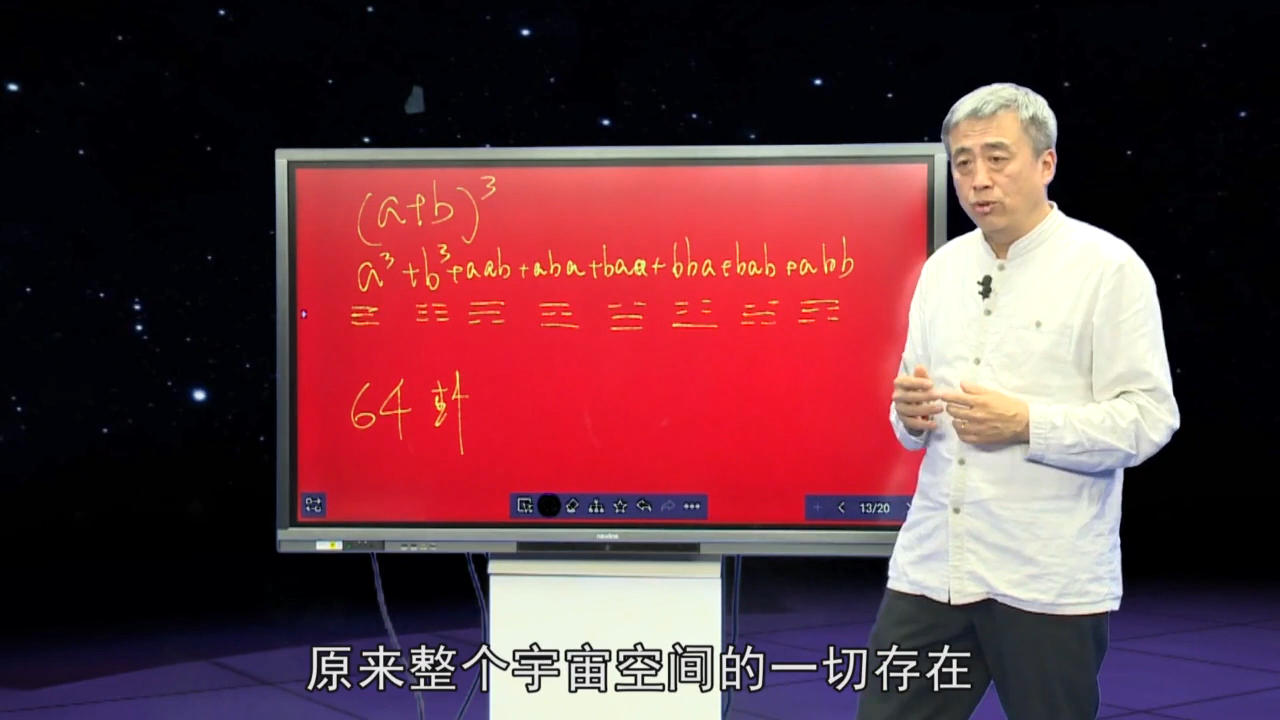 (a+b)³
a³+b³+aab+aba+baa+bba+bab+abb
☰ ☷ ☴ ☲ ☱ ☳ ☵ ☶
64卦
13/20
newline
原来整个宇宙空间的一切存在